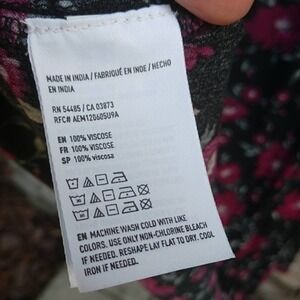 MADE IN INDIA / FABRIQUÉ EN INDE / HECHO
EN INDIA
RN 54485 / CA 03873
RFC# AEM120605U9A
EN 100% VISCOSE
FR 100% VISCOSE
SP 100% viscosa
EN MACHINE WASH COLD WITH LIKE
COLORS. USE ONLY NON-CHLORINE BLEACH
IF NEEDED. RESHAPE LAY FLAT TO DRY. COOL
IRON IF NEEDED.